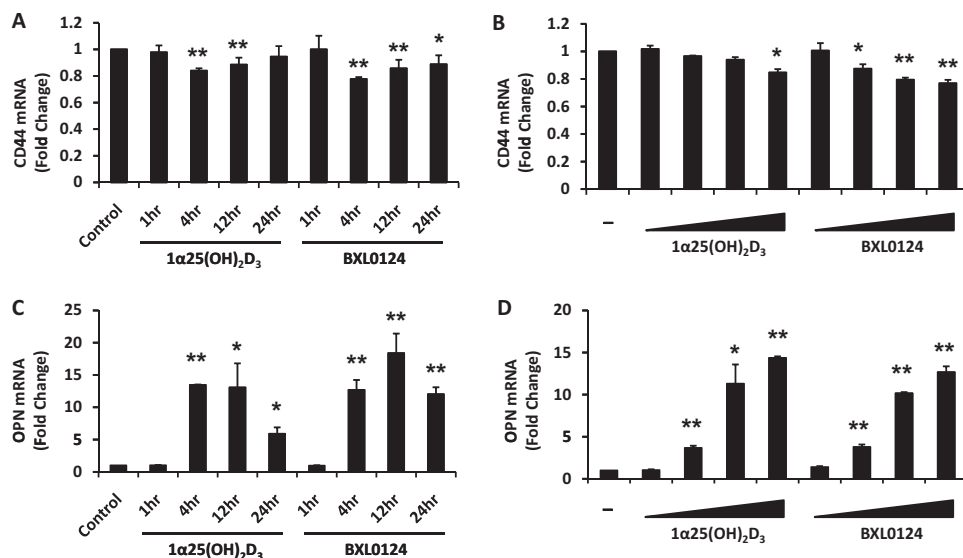 A
CD44 mRNA
(Fold Change)
1.2
1
0.8
0.6
0.4
0.2
0
** ** ** ** *
Control 1hr 4hr 12hr 24hr 1hr 4hr 12hr 24hr
1α25(OH)₂D₃ BXL0124
B
CD44 mRNA
(Fold Change)
1.2
1
0.8
0.6
0.4
0.2
0
* * ** **
–
1α25(OH)₂D₃ BXL0124
C
OPN mRNA
(Fold Change)
25
20
15
10
5
0
** * * ** ** **
Control 1hr 4hr 12hr 24hr 1hr 4hr 12hr 24hr
1α25(OH)₂D₃ BXL0124
D
OPN mRNA
(Fold Change)
20
15
10
5
0
** * ** ** ** **
–
1α25(OH)₂D₃ BXL0124